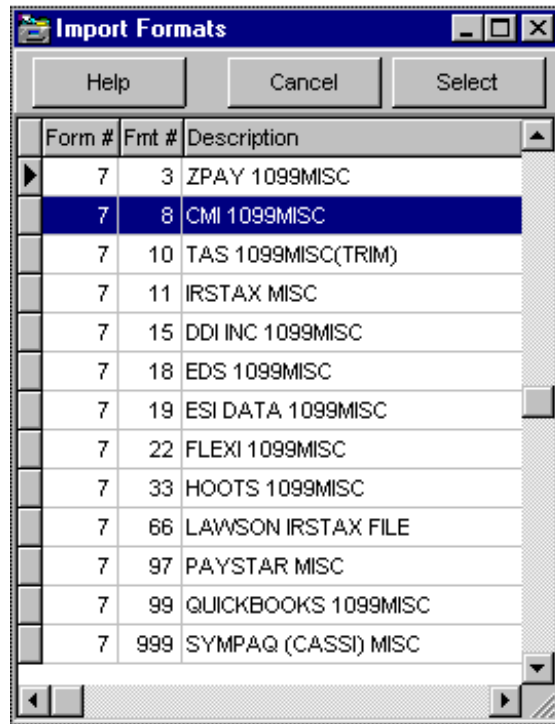 Import Formats
Help Cancel Select
Form # Fmt # Description
7 3 ZPAY 1099MISC
7 8 CMI 1099MISC
7 10 TAS 1099MISC(TRIM)
7 11 IRSTAX MISC
7 15 DDI INC 1099MISC
7 18 EDS 1099MISC
7 19 ESI DATA 1099MISC
7 22 FLEXI 1099MISC
7 33 HOOTS 1099MISC
7 66 LAWSON IRSTAX FILE
7 97 PAYSTAR MISC
7 99 QUICKBOOKS 1099MISC
7 999 SYMPAQ (CASSI) MISC